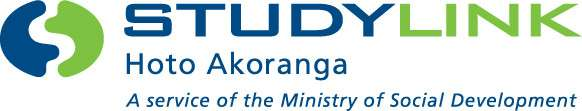 STUDYLINK
Hoto Akoranga
A service of the Ministry of Social Development